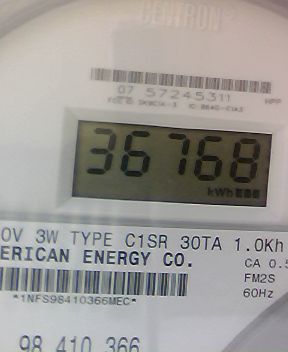 CENTRON
07 57245311
36768
kWh
0V 3W TYPE C1SR 30TA 1.0Kh
ERICAN ENERGY CO.
CA 0.5
FM2S
60Hz
*1NFS98410366MEC*
98 410 366